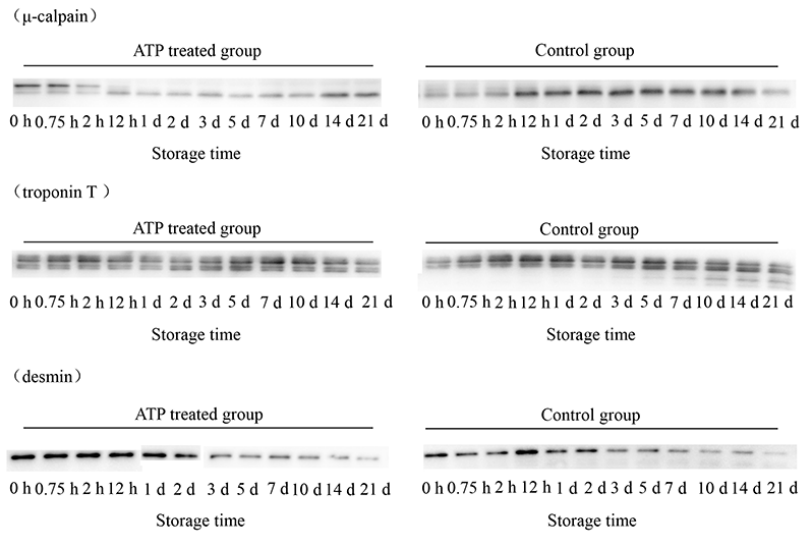 （μ-calpain）
ATP treated group
Control group
0 h 0.75 h 2 h 12 h 1 d 2 d 3 d 5 d 7 d 10 d 14 d 21 d
0 h 0.75 h 2 h 12 h 1 d 2 d 3 d 5 d 7 d 10 d 14 d 21 d
Storage time
Storage time
（troponin T ）
ATP treated group
Control group
0 h 0.75 h 2 h 12 h 1 d 2 d 3 d 5 d 7 d 10 d 14 d 21 d
0 h 0.75 h 2 h 12 h 1 d 2 d 3 d 5 d 7 d 10 d 14 d 21 d
Storage time
Storage time
（desmin）
ATP treated group
Control group
0 h 0.75 h 2 h 12 h 1 d 2 d 3 d 5 d 7 d 10 d 14 d 21 d
0 h 0.75 h 2 h 12 h 1 d 2 d 3 d 5 d 7 d 10 d 14 d 21 d
Storage time
Storage time